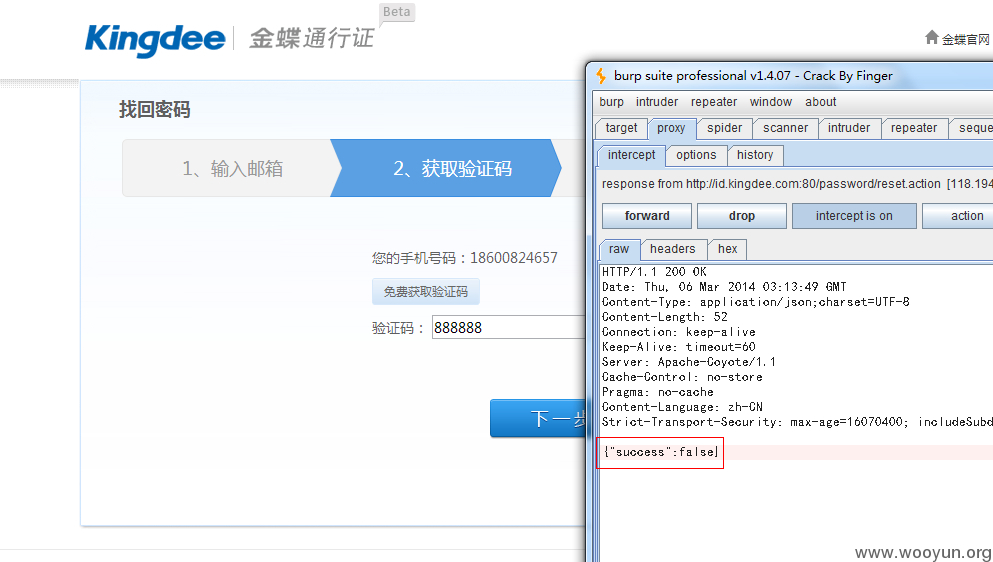 Beta
Kingdee 金蝶通行证
金蝶官网
找回密码
1、输入邮箱
2、获取验证码
您的手机号码：18600824657
免费获取验证码
验证码：
888888
下一步
burp suite professional v1.4.07 - Crack By Finger
burp intruder repeater window about
target proxy spider scanner intruder repeater seque
intercept options history
response from http://id.kingdee.com:80/password/reset.action [118.194
forward drop intercept is on action
raw headers hex
HTTP/1.1 200 OK
Date: Thu, 06 Mar 2014 03:13:49 GMT
Content-Type: application/json;charset=UTF-8
Content-Length: 52
Connection: keep-alive
Keep-Alive: timeout=60
Server: Apache-Coyote/1.1
Cache-Control: no-store
Pragma: no-cache
Content-Language: zh-CN
Strict-Transport-Security: max-age=16070400; includeSubd
{"success":false}
www.wooyun.org